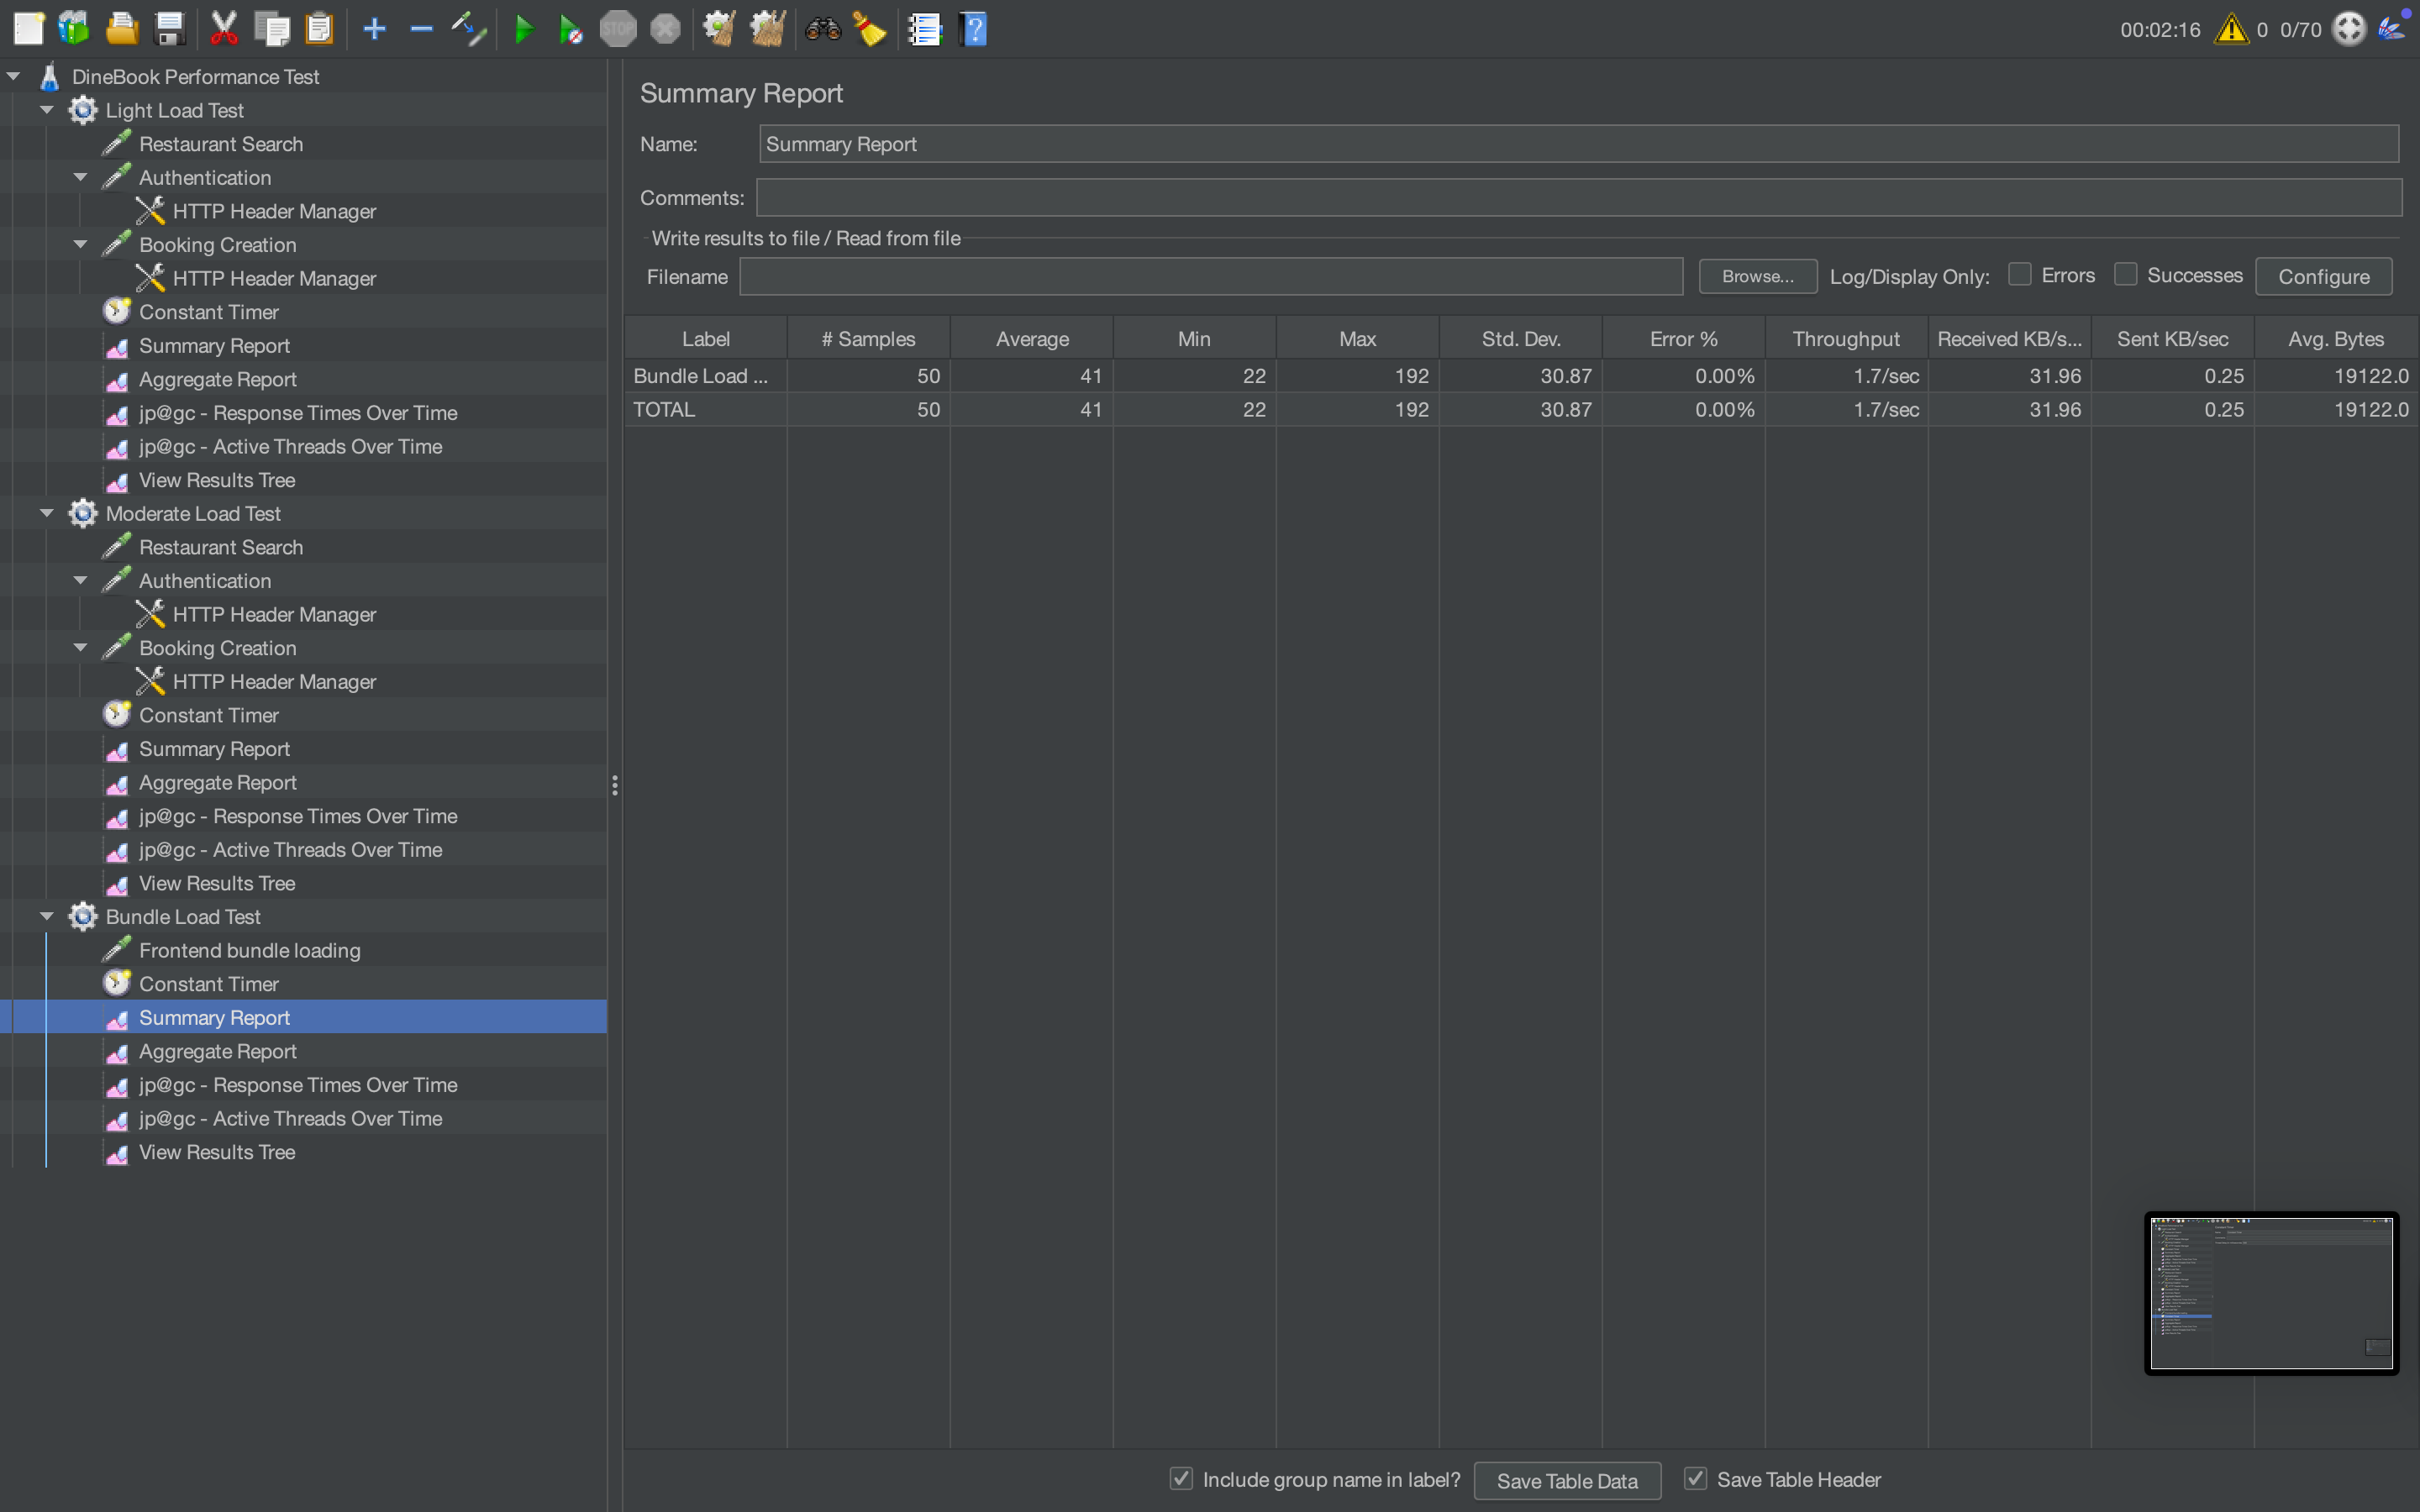 STOP
00:02:16 0 0/70
DineBook Performance Test
Light Load Test
Restaurant Search
Authentication
HTTP Header Manager
Booking Creation
HTTP Header Manager
Constant Timer
Summary Report
Aggregate Report
jp@gc - Response Times Over Time
jp@gc - Active Threads Over Time
View Results Tree
Moderate Load Test
Restaurant Search
Authentication
HTTP Header Manager
Booking Creation
HTTP Header Manager
Constant Timer
Summary Report
Aggregate Report
jp@gc - Response Times Over Time
jp@gc - Active Threads Over Time
View Results Tree
Bundle Load Test
Frontend bundle loading
Constant Timer
Summary Report
Aggregate Report
jp@gc - Response Times Over Time
jp@gc - Active Threads Over Time
View Results Tree
Summary Report
Name: Summary Report
Comments:
Write results to file / Read from file
Filename Browse... Log/Display Only: Errors Successes Configure
Label # Samples Average Min Max Std. Dev. Error % Throughput Received KB/s... Sent KB/sec Avg. Bytes
Bundle Load ... 50 41 22 192 30.87 0.00% 1.7/sec 31.96 0.25 19122.0
TOTAL 50 41 22 192 30.87 0.00% 1.7/sec 31.96 0.25 19122.0
Include group name in label? Save Table Data Save Table Header